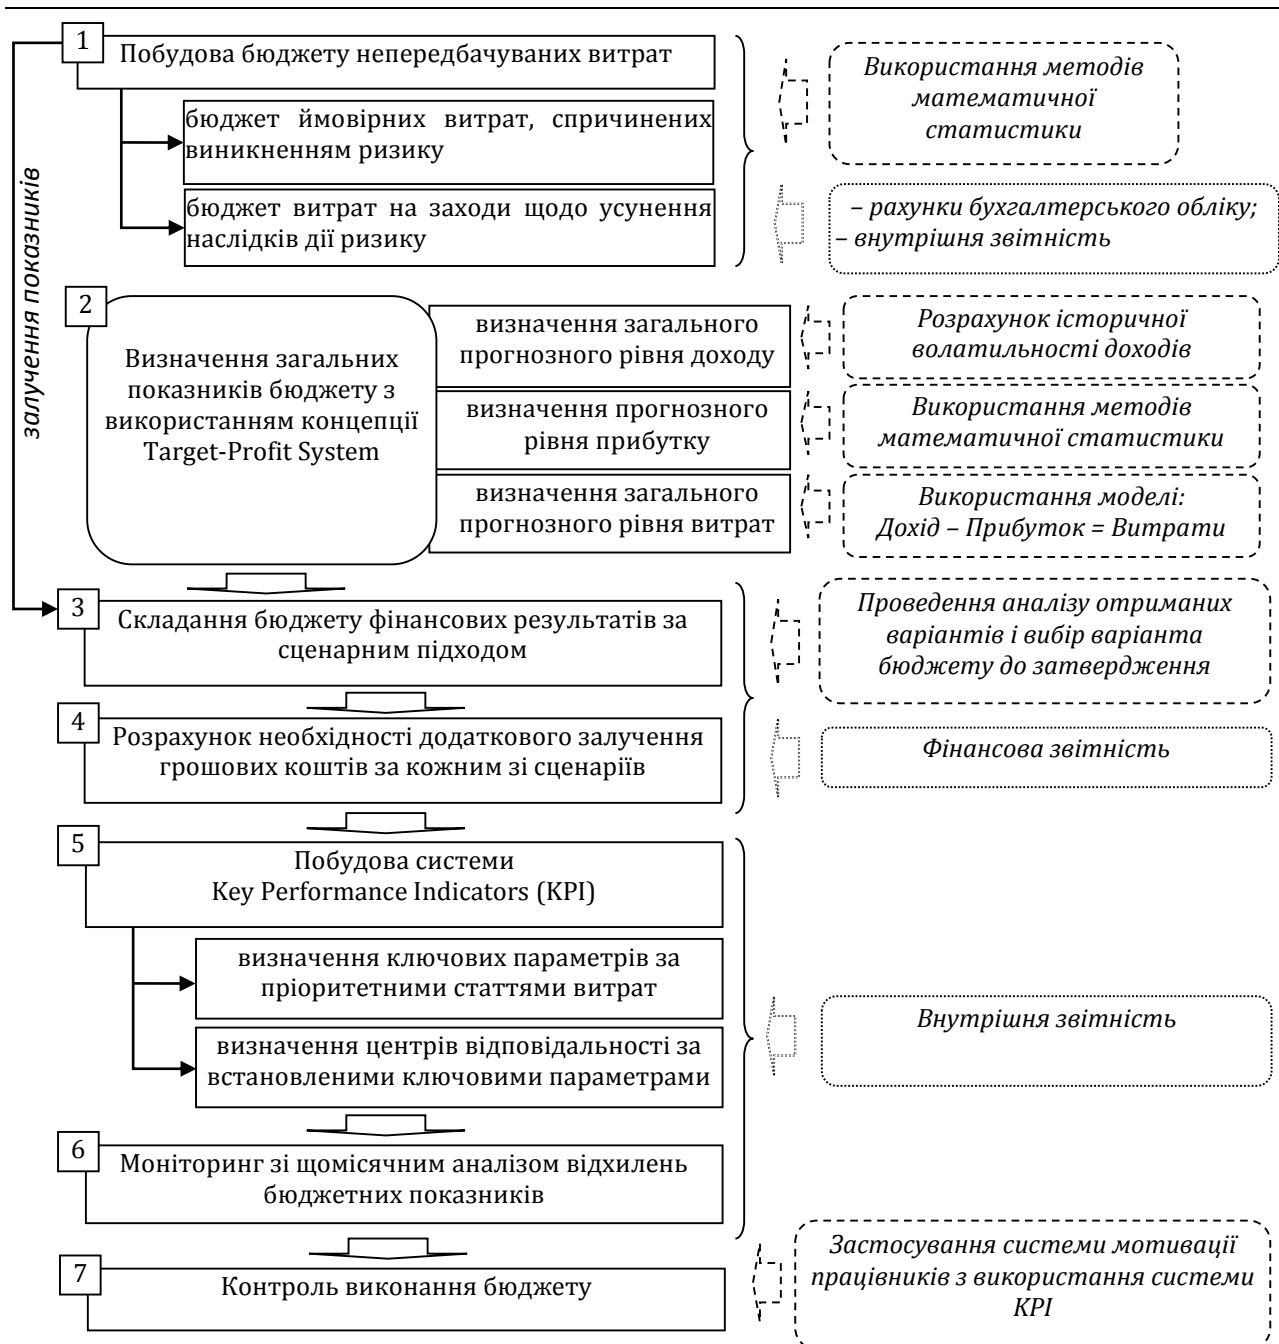 1
Побудова бюджету непередбачуваних витрат
Використання методів
математичної
статистики
бюджет ймовірних витрат, спричинених
виникненням ризику
бюджет витрат на заходи щодо усунення
наслідків дії ризику
– рахунки бухгалтерського обліку;
– внутрішня звітність
залучення показників
2
Визначення загальних
показників бюджету з
використанням концепції
Target-Profit System
визначення загального
прогнозного рівня доходу
Розрахунок історичної
волатильності доходів
визначення прогнозного
рівня прибутку
Використання методів
математичної статистики
визначення загального
прогнозного рівня витрат
Використання моделі:
Дохід – Прибуток = Витрати
3
Складання бюджету фінансових результатів за
сценарним підходом
Проведення аналізу отриманих
варіантів і вибір варіанта
бюджету до затвердження
4
Розрахунок необхідності додаткового залучення
грошових коштів за кожним зі сценаріїв
Фінансова звітність
5
Побудова системи
Key Performance Indicators (KPI)
визначення ключових параметрів за
пріоритетними статтями витрат
визначення центрів відповідальності за
встановленими ключовими параметрами
Внутрішня звітність
6
Моніторинг зі щомісячним аналізом відхилень
бюджетних показників
7
Контроль виконання бюджету
Застосування системи мотивації
працівників з використання системи
KPI